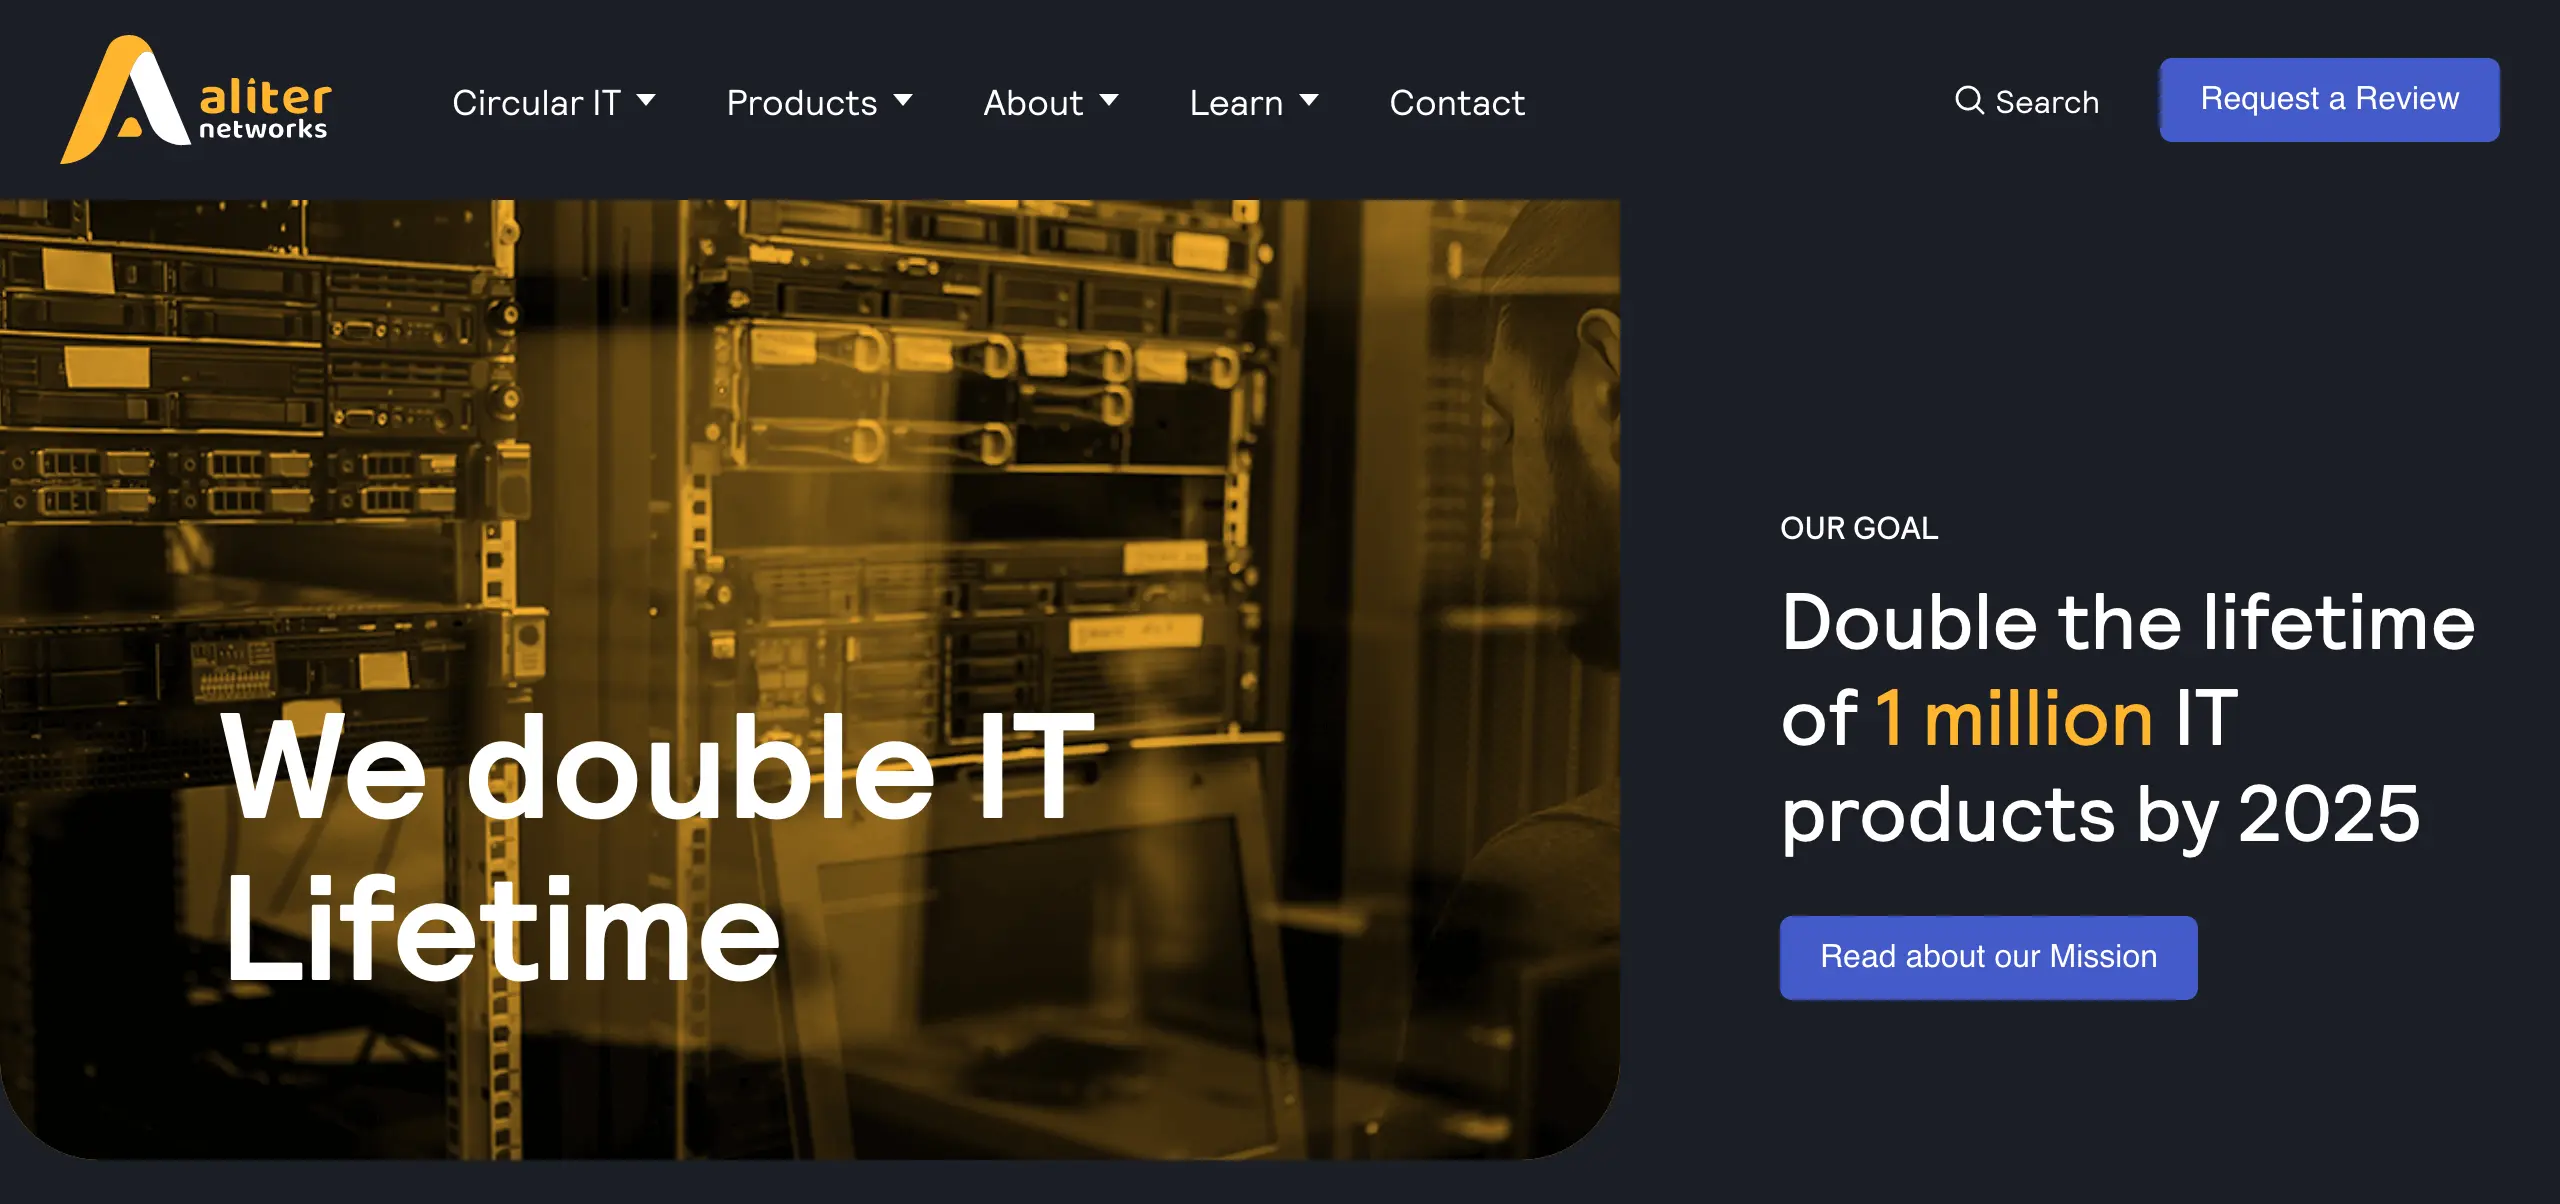 aliter
networks
Circular IT
Products
About
Learn
Contact
Search
Request a Review
We double IT
Lifetime
OUR GOAL
Double the lifetime
of 1 million IT
products by 2025
Read about our Mission